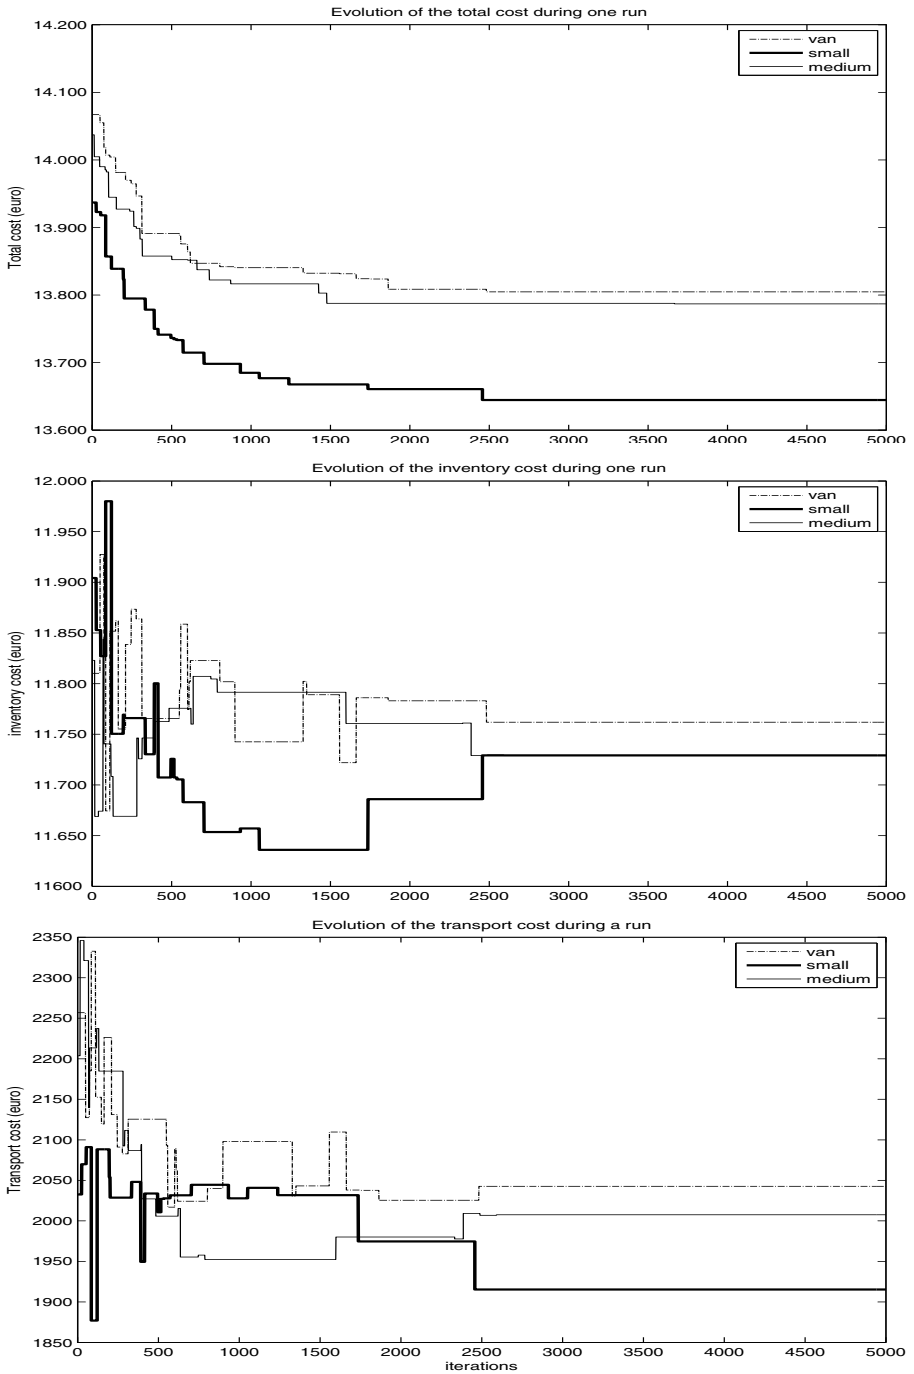 Evolution of the total cost during one run
14.200
14.100
14.000
13.900
13.800
13.700
13.600
Total cost (euro)
van
small
medium
0 500 1000 1500 2000 2500 3000 3500 4000 4500 5000
Evolution of the inventory cost during one run
12.000
11.950
11.900
11.850
11.800
11.750
11.700
11.650
11600
inventory cost (euro)
van
small
medium
0 500 1000 1500 2000 2500 3000 3500 4000 4500 5000
Evolution of the transport cost during a run
2350
2300
2250
2200
2150
2100
2050
2000
1950
1900
1850
Transport cost (euro)
van
small
medium
0 500 1000 1500 2000 2500 3000 3500 4000 4500 5000
iterations